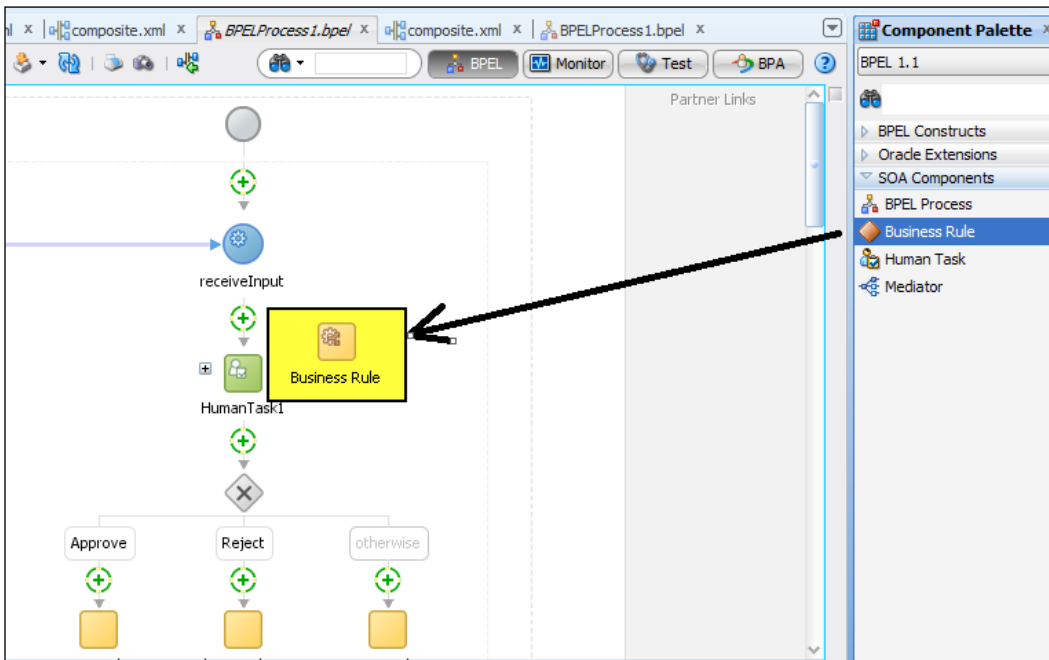 composite.xml x BPELProcess1.bpel x composite.xml x BPELProcess1.bpel x
Component Palette
BPEL Monitor Test BPA ?
BPEL 1.1
Partner Links
BPEL Constructs
Oracle Extensions
SOA Components
BPEL Process
Business Rule
Human Task
Mediator
receiveInput
Business Rule
HumanTask1
Approve Reject otherwise